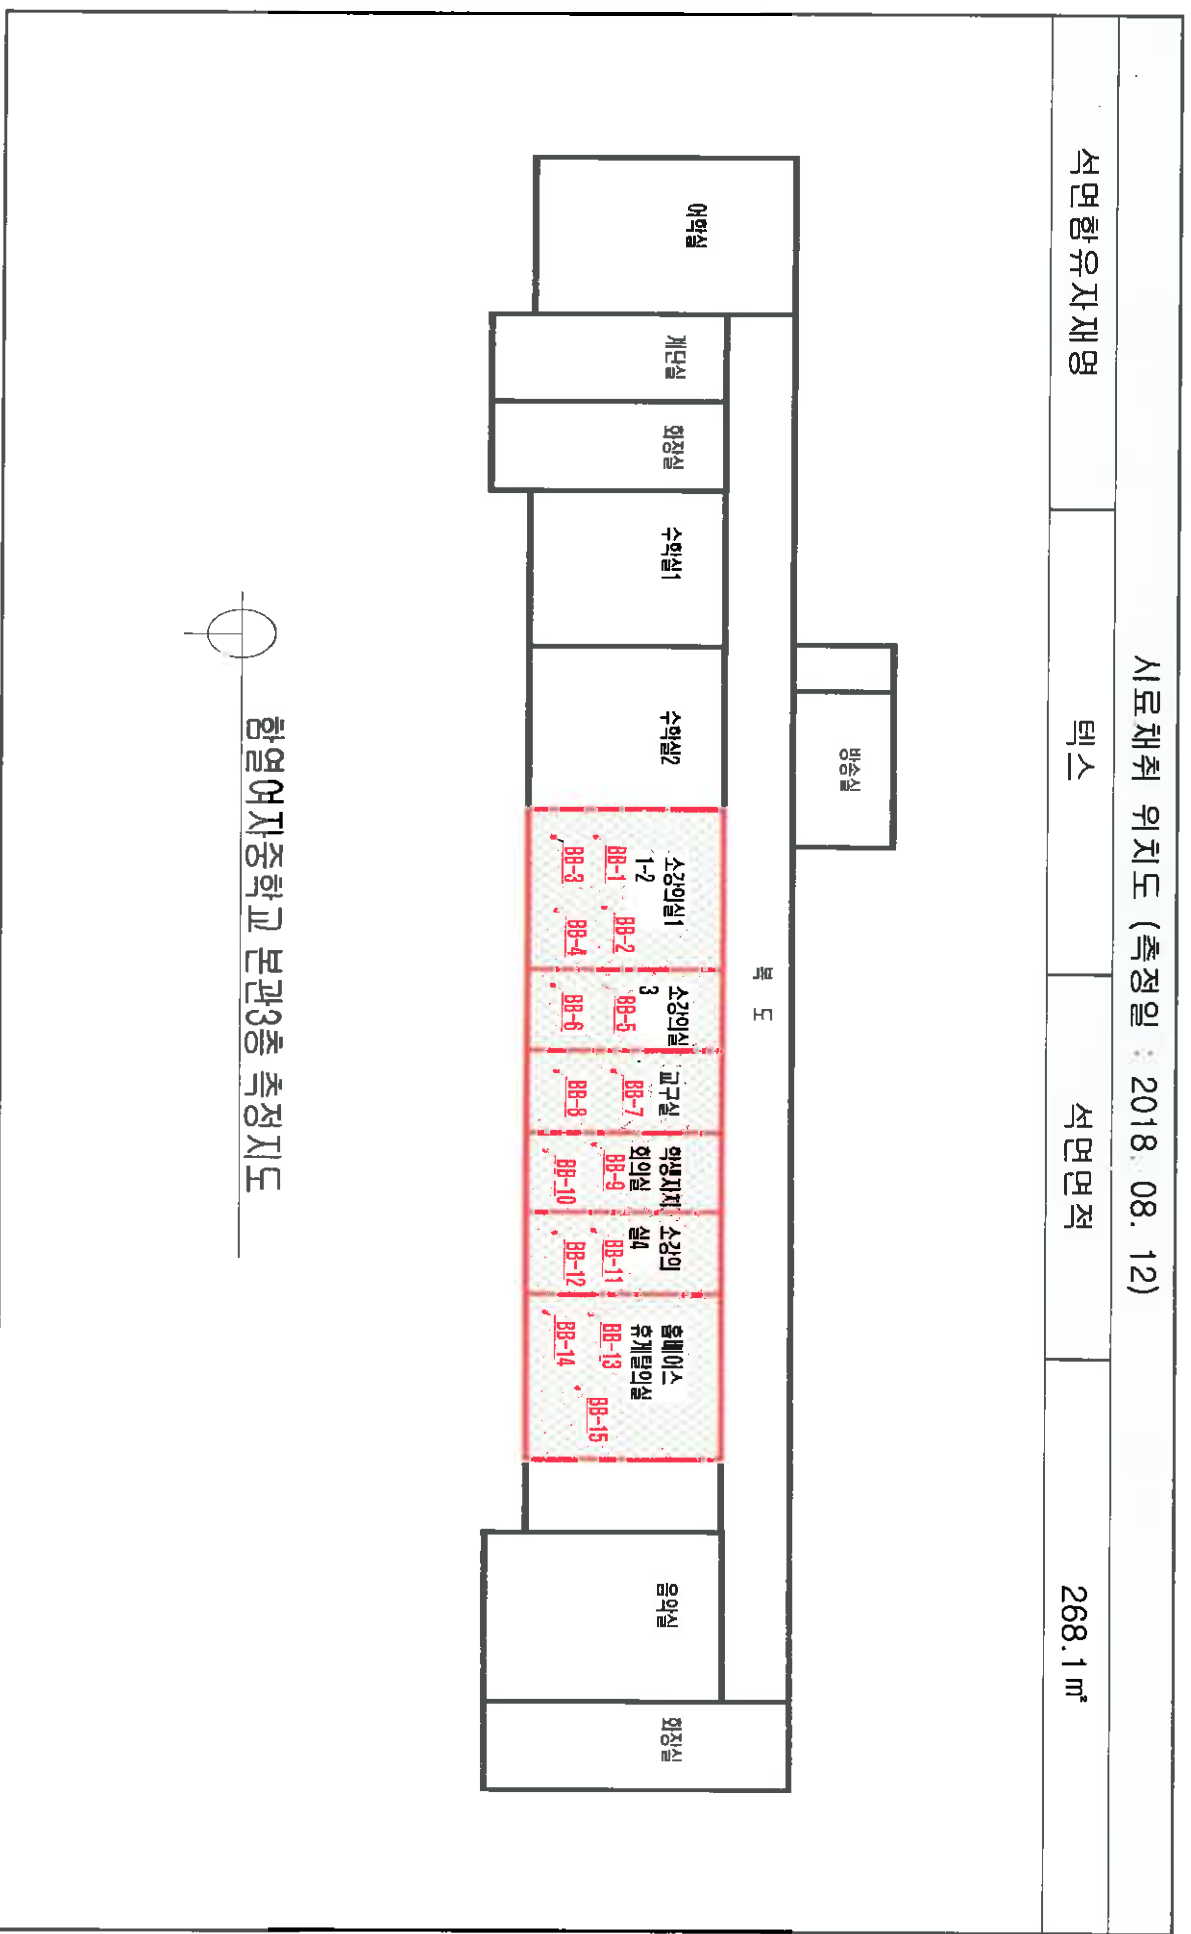 시료채취 위치도 (측정일 : 2018. 08. 12)
석면함유자재명 텍스 석면면적 268.1㎡
방송실
복 도
어학실
계단실
화장실
수학실1
수학실2
소강의실1
1-2
BB-1
BB-2
BB-3
BB-4
소강의실
3
BB-5
BB-6
교구실
BB-7
BB-8
학생자치
회의실
BB-9
BB-10
소강의
실4
BB-11
BB-12
홈베이스
휴게탈의실
BB-13
BB-14
BB-15
음악실
화장실
함열여자중학교 본관3층 측정지도